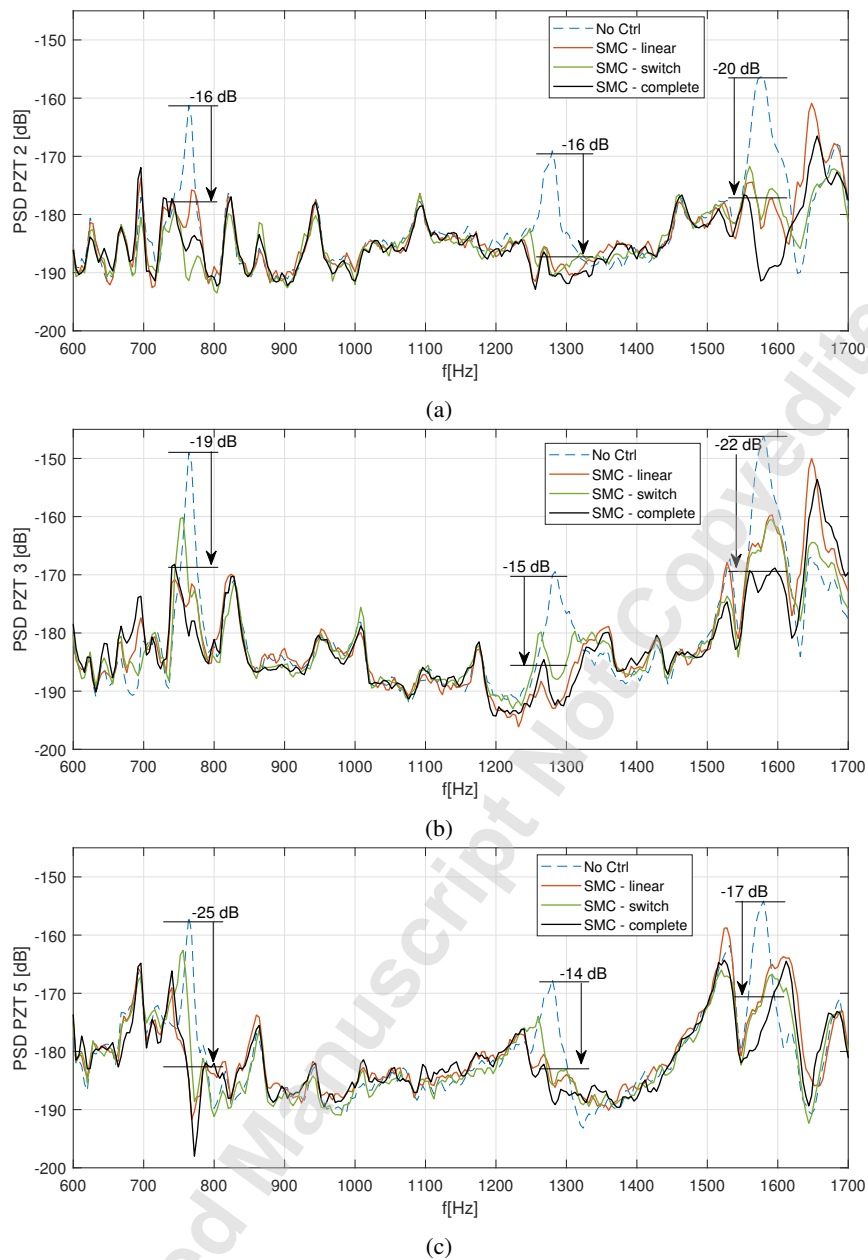 -150
-160
-170
-180
-190
-200
PSD PZT 2 [dB]
No Ctrl
SMC - linear
SMC - switch
SMC - complete
-16 dB
-16 dB
-20 dB
600 700 800 900 1000 1100 1200 1300 1400 1500 1600 1700
f[Hz]
(a)
-150
-160
-170
-180
-190
-200
PSD PZT 3 [dB]
No Ctrl
SMC - linear
SMC - switch
SMC - complete
-19 dB
-15 dB
-22 dB
600 700 800 900 1000 1100 1200 1300 1400 1500 1600 1700
f[Hz]
(b)
-150
-160
-170
-180
-190
-200
PSD PZT 5 [dB]
No Ctrl
SMC - linear
SMC - switch
SMC - complete
-25 dB
-14 dB
-17 dB
600 700 800 900 1000 1100 1200 1300 1400 1500 1600 1700
f[Hz]
(c)
Manuscript Not